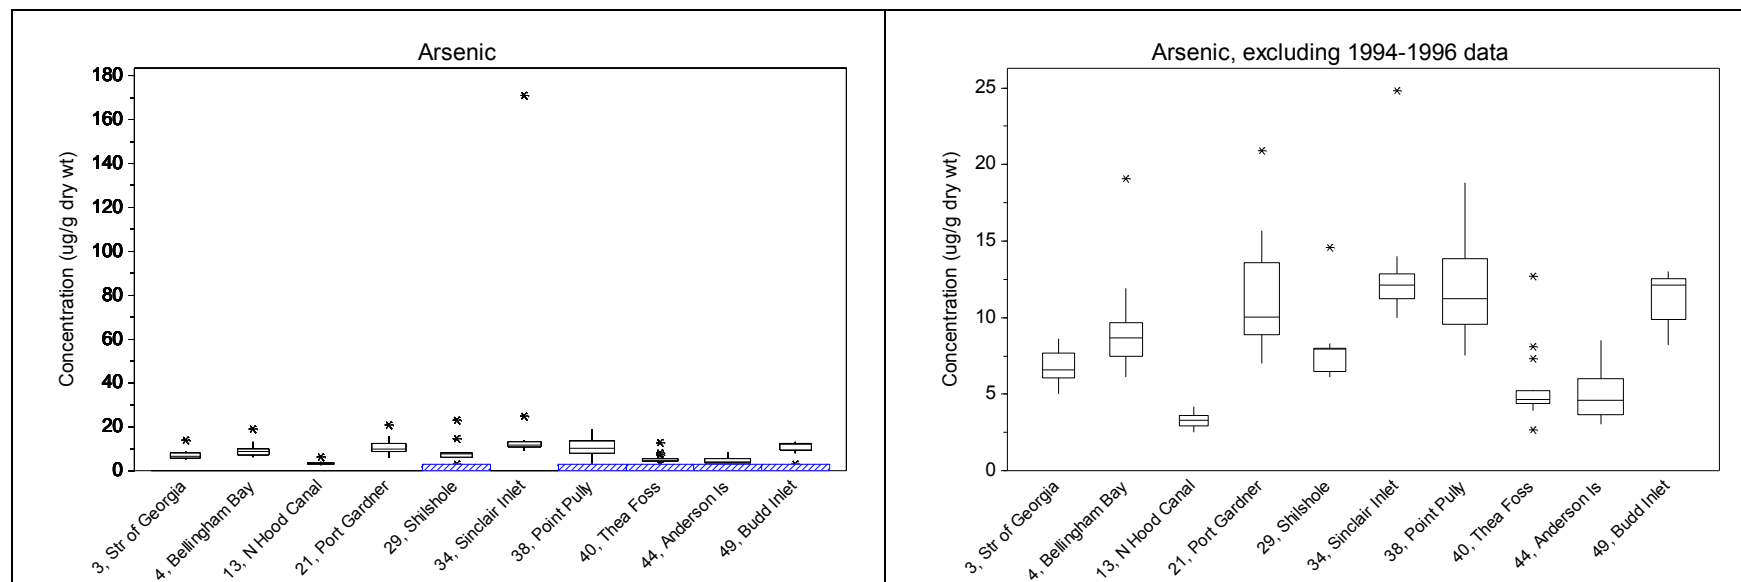 Arsenic
180
160
140
120
100
80
60
40
20
0
Concentration (ug/g dry wt)
3, Str of Georgia
4, Bellingham Bay
13, N Hood Canal
21, Port Gardner
29, Shilshole
34, Sinclair Inlet
38, Point Pully
40, Thea Foss
44, Anderson Is
49, Budd Inlet
Arsenic, excluding 1994-1996 data
25
20
15
10
5
0
Concentration (ug/g dry wt)
3, Str of Georgia
4, Bellingham Bay
13, N Hood Canal
21, Port Gardner
29, Shilshole
34, Sinclair Inlet
38, Point Pully
40, Thea Foss
44, Anderson Is
49, Budd Inlet